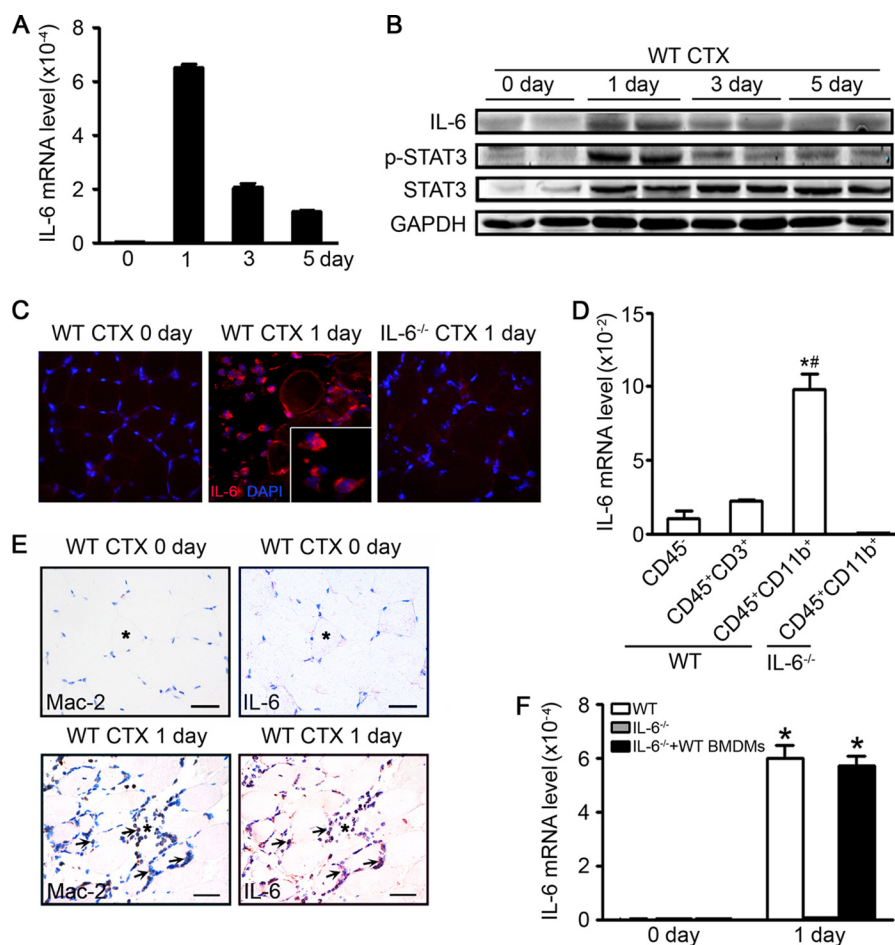 A
IL-6 mRNA level (x10⁻⁴)
8
6
4
2
0
0 1 3 5 day
B
WT CTX
0 day 1 day 3 day 5 day
IL-6
p-STAT3
STAT3
GAPDH
C
WT CTX 0 day WT CTX 1 day IL-6⁻/⁻ CTX 1 day
IL-6 DAPI
D
IL-6 mRNA level (x10⁻²)
15
10
5
0
*#
CD45⁻ CD45⁺CD3⁺ CD45⁺CD11b⁺ CD45⁺CD11b⁺
WT IL-6⁻/⁻
E
WT CTX 0 day WT CTX 0 day
* *
Mac-2 IL-6
WT CTX 1 day WT CTX 1 day
* *
Mac-2 IL-6
F
IL-6 mRNA level (x10⁻⁴)
8
6
4
2
0
WT
IL-6⁻/⁻
IL-6⁻/⁻+WT BMDMs
* *
0 day 1 day